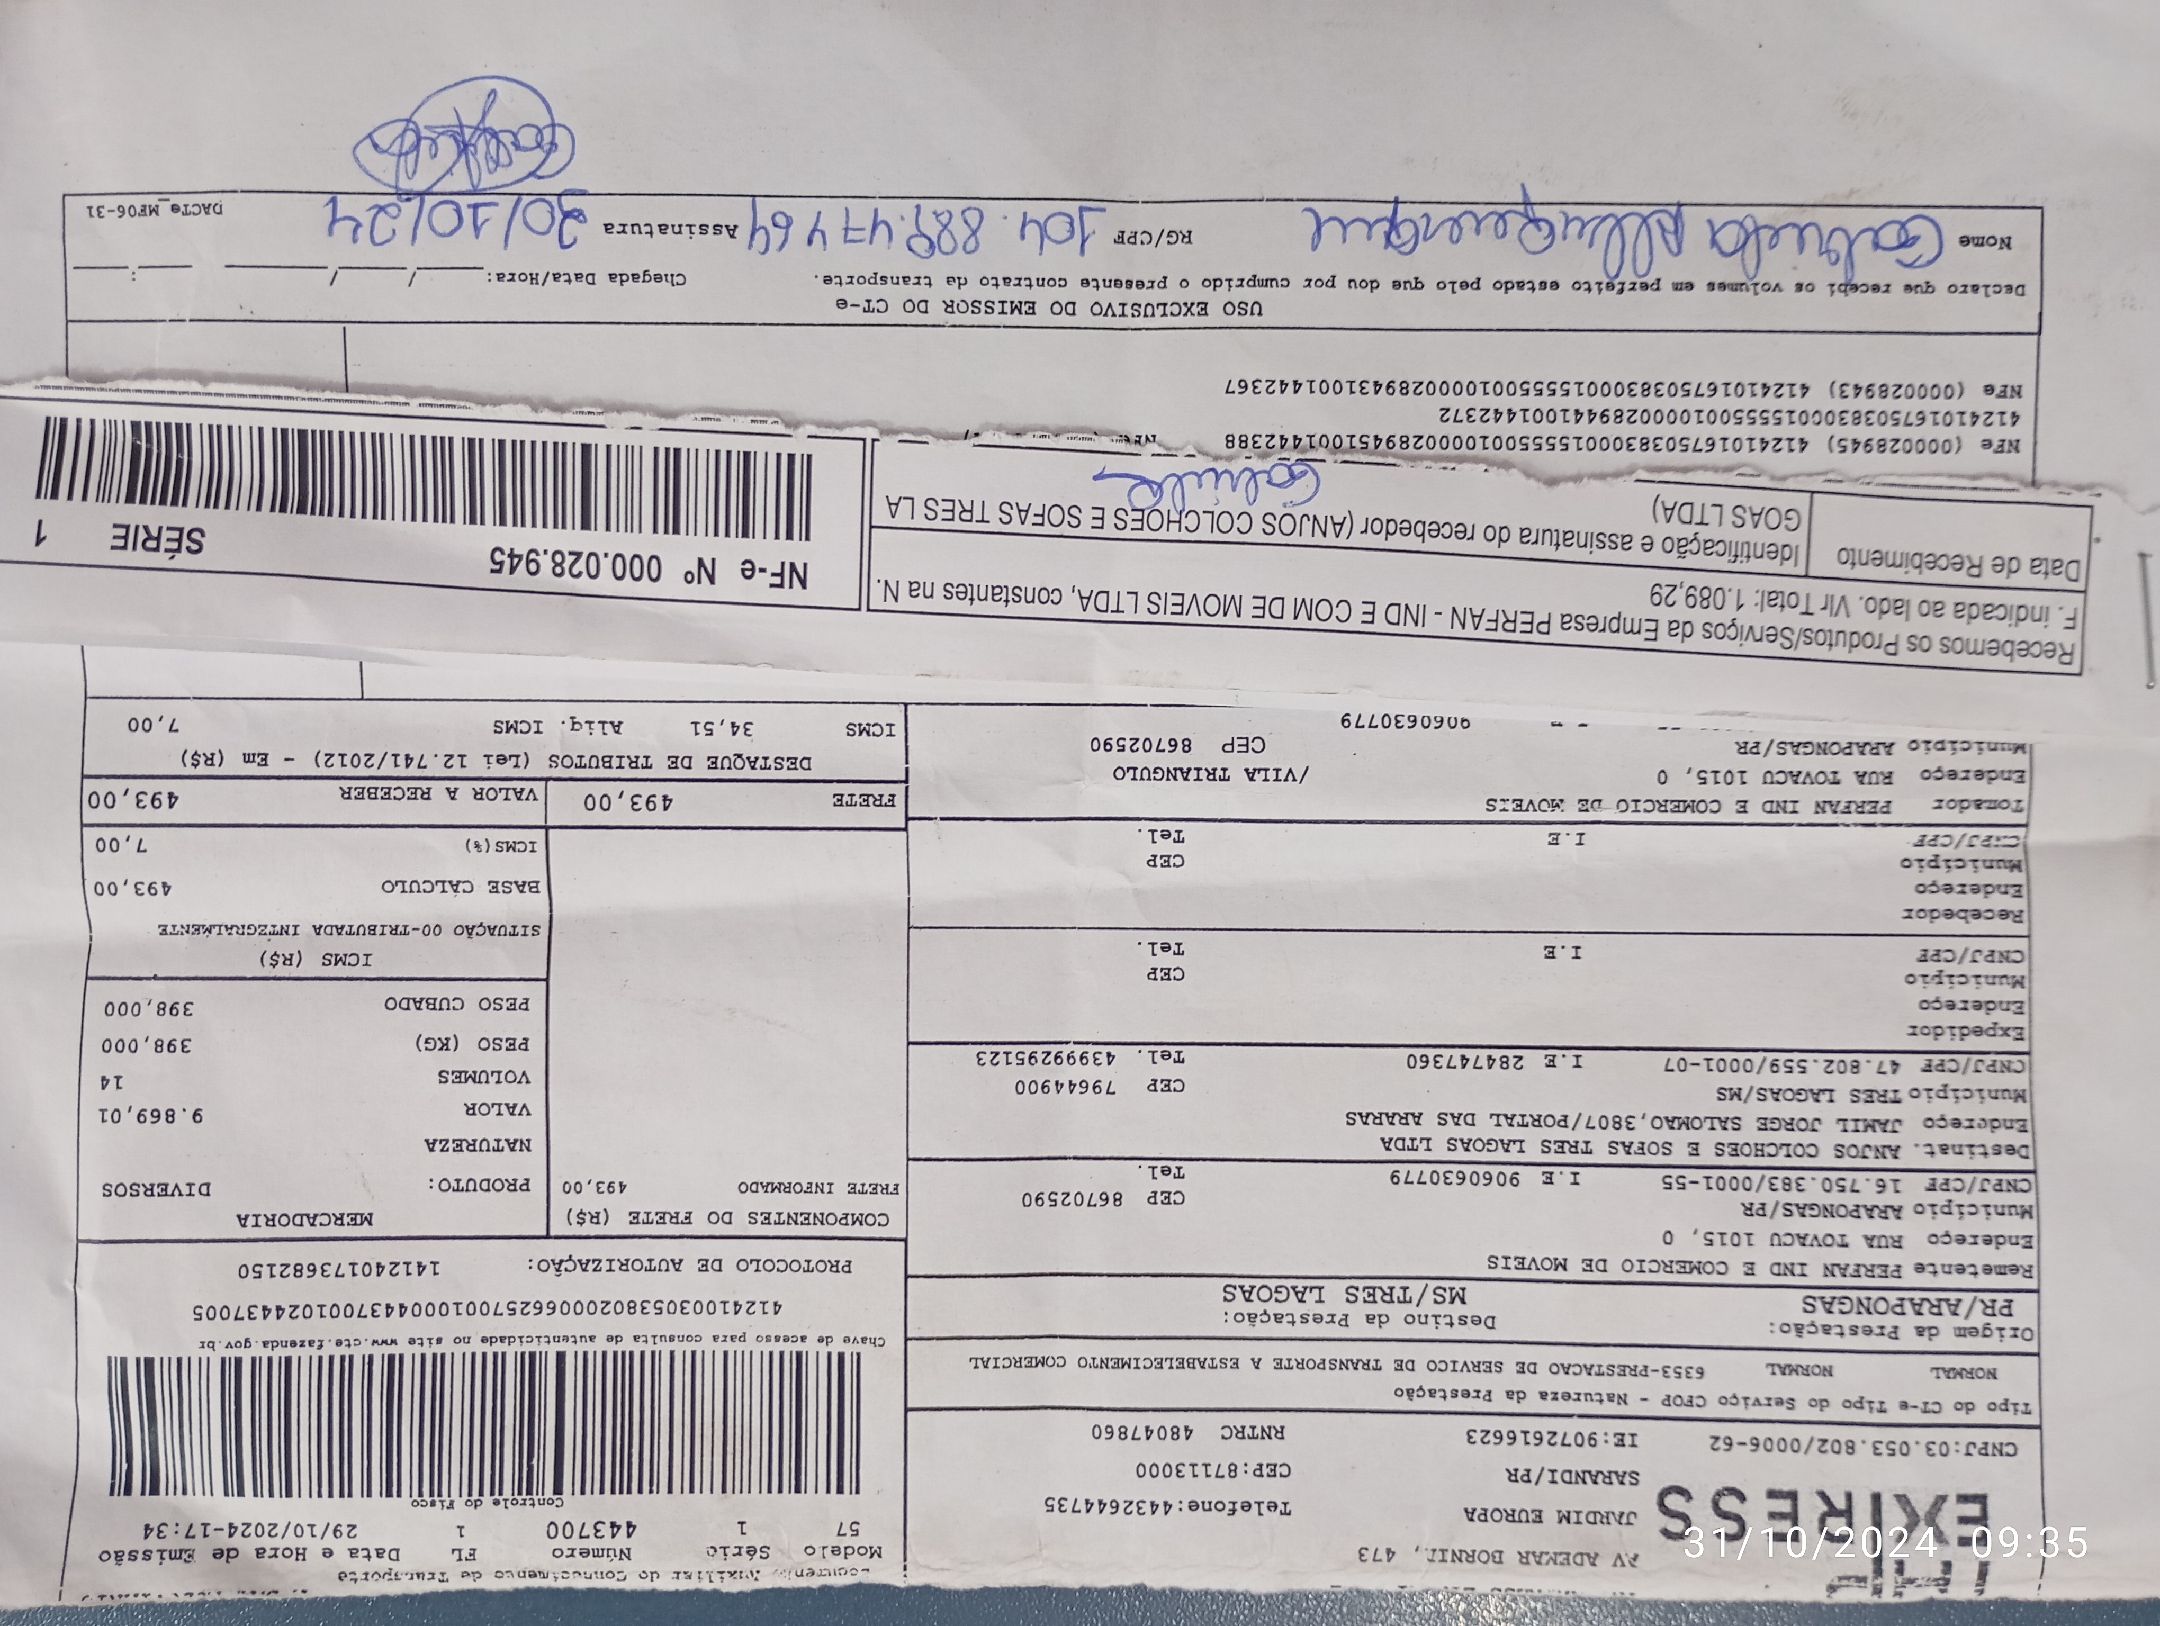 31/10/2024 09:35
EXPRESS
AV ADEMAR BORNIA, 473
JARDIM EUROPA Telefone:4432644735
SARANDI/PR CEP:87113000
CNPJ:03.053.802/0006-62 IE:9072616623 RNTRC 48047860
Documento Auxiliar do Conhecimento de Transporte
Modelo Série Número FL Data e Hora de Emissão
57 1 443700 1 29/10/2024-17:34
Controle do Fisco
Chave de acesso para consulta de autenticidade no site www.cte.fazenda.gov.br
41241003053802000662570010004437001024437005
PROTOCOLO DE AUTORIZAÇÃO: 141240173682150
Tipo do CT-e Tipo do Serviço CFOP - Natureza da Prestação
NORMAL NORMAL 6353-PRESTACAO DE SERVICO DE TRANSPORTE A ESTABELECIMENTO COMERCIAL
Origem da Prestação: Destino da Prestação:
PR/ARAPONGAS MS/TRES LAGOAS
Remetente PERFAN IND E COMERCIO DE MOVEIS
Endereço RUA TOVACU 1015, 0
Município ARAPONGAS/PR CEP 86702590
CNPJ/CPF 16.750.383/0001-55 I.E 9060630779 Tel.
Destinat. ANJOS COLCHOES E SOFAS TRES LAGOAS LTDA
Endereço JAMIL JORGE SALOMAO,3807/PORTAL DAS ARARAS
Município TRES LAGOAS/MS CEP 79644900
CNPJ/CPF 47.802.559/0001-07 I.E 284747360 Tel. 43999295123
Expedidor
Endereço
Município CEP
CNPJ/CPF I.E Tel.
Recebedor
Endereço
Município CEP
CNPJ/CPF I.E Tel.
Tomador PERFAN IND E COMERCIO DE MOVEIS
Endereço RUA TOVACU 1015, 0 /VILA TRIANGULO
Município ARAPONGAS/PR CEP 86702590
9060630779
COMPONENTES DO FRETE (R$)
FRETE INFORMADO 493,00
MERCADORIA
PRODUTO: DIVERSOS
NATUREZA
VALOR 9.869,01
VOLUMES 14
PESO (KG) 398,000
PESO CUBADO 398,000
ICMS (R$)
SITUAÇÃO 00-TRIBUTADA INTEGRALMENTE
BASE CÁLCULO 493,00
ICMS(%) 7,00
FRETE 493,00 VALOR A RECEBER 493,00
DESTAQUE DE TRIBUTOS (Lei 12.741/2012) - Em (R$)
ICMS 34,51 Aliq. ICMS 7,00
Recebemos os Produtos/Serviços da Empresa PERFAN - IND E COM DE MOVEIS LTDA, constantes na N.
F. indicada ao lado. Vlr Total: 1.089,29
Data de Recebimento
Identificação e assinatura do recebedor (ANJOS COLCHOES E SOFAS TRES LA
GOAS LTDA)
Gabriela
NF-e Nº 000.028.945
SÉRIE 1
NFe (000028945) 41241016750383000155550010000289451001442388
41241016750383000155550010000289441001442372
NFe (000028943) 41241016750383000155550010000289431001442367
USO EXCLUSIVO DO EMISSOR DO CT-e
Declaro que recebi os volumes em perfeito estado pelo que dou por cumprido o presente contrato de transporte. Chegada Data/Hora: / / :
Nome Gabriela Albuquerque RG/CPF 104.889.474 64 Assinatura 30/10/24
DACTe_MF06-31